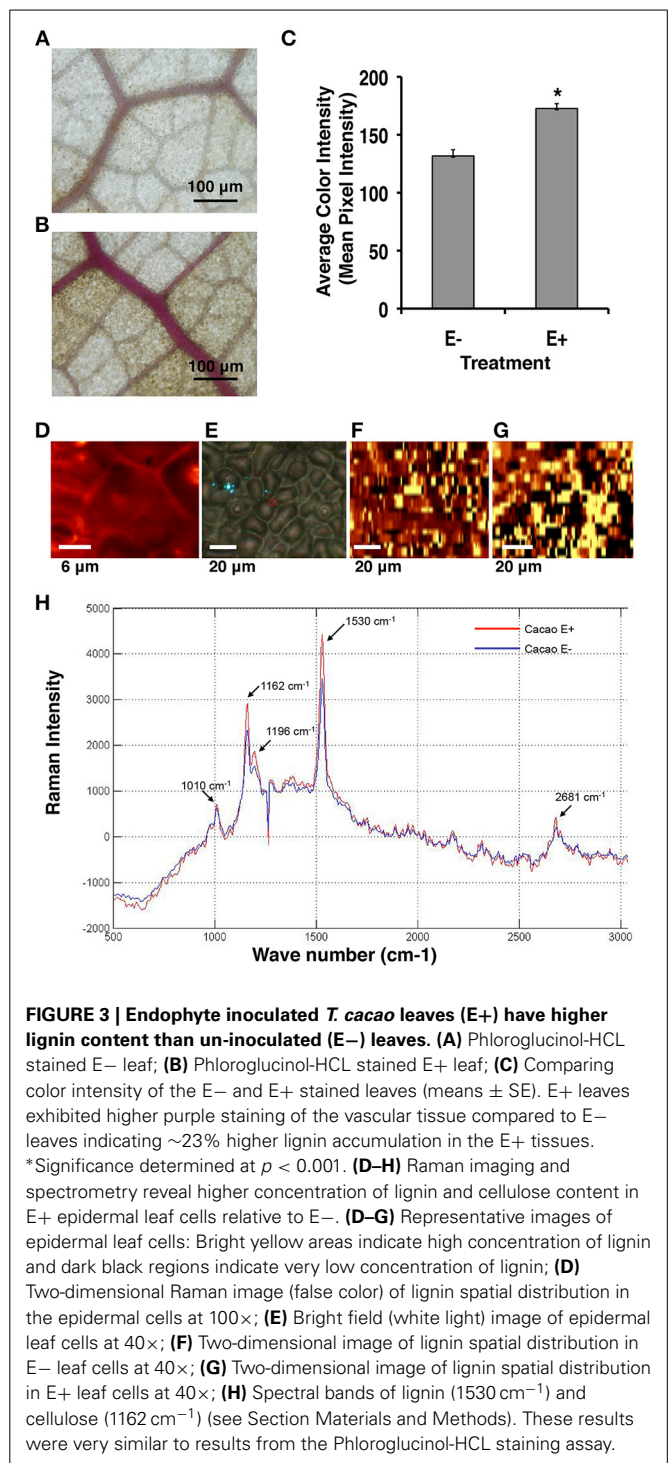 A
100 µm
B
100 µm
C
Average Color Intensity
(Mean Pixel Intensity)
200
150
100
50
0
*
E-
E+
Treatment
D
E
F
G
6 µm
20 µm
20 µm
20 µm
H
Raman Intensity
5000
4000
3000
2000
1000
0
-1000
-2000
1530 cm-1
Cacao E+
Cacao E-
1162 cm-1
1196 cm-1
1010 cm-1
2681 cm-1
500
1000
1500
2000
2500
3000
Wave number (cm-1)
FIGURE 3 | Endophyte inoculated T. cacao leaves (E+) have higher
lignin content than un-inoculated (E−) leaves. (A) Phloroglucinol-HCL
stained E− leaf; (B) Phloroglucinol-HCL stained E+ leaf; (C) Comparing
color intensity of the E− and E+ stained leaves (means ± SE). E+ leaves
exhibited higher purple staining of the vascular tissue compared to E−
leaves indicating ∼23% higher lignin accumulation in the E+ tissues.
*Significance determined at p < 0.001. (D–H) Raman imaging and
spectrometry reveal higher concentration of lignin and cellulose content in
E+ epidermal leaf cells relative to E−. (D–G) Representative images of
epidermal leaf cells: Bright yellow areas indicate high concentration of lignin
and dark black regions indicate very low concentration of lignin; (D)
Two-dimensional Raman image (false color) of lignin spatial distribution in
the epidermal cells at 100×; (E) Bright field (white light) image of epidermal
leaf cells at 40×; (F) Two-dimensional image of lignin spatial distribution in
E− leaf cells at 40×; (G) Two-dimensional image of lignin spatial distribution
in E+ leaf cells at 40×; (H) Spectral bands of lignin (1530 cm−1) and
cellulose (1162 cm−1) (see Section Materials and Methods). These results
were very similar to results from the Phloroglucinol-HCL staining assay.